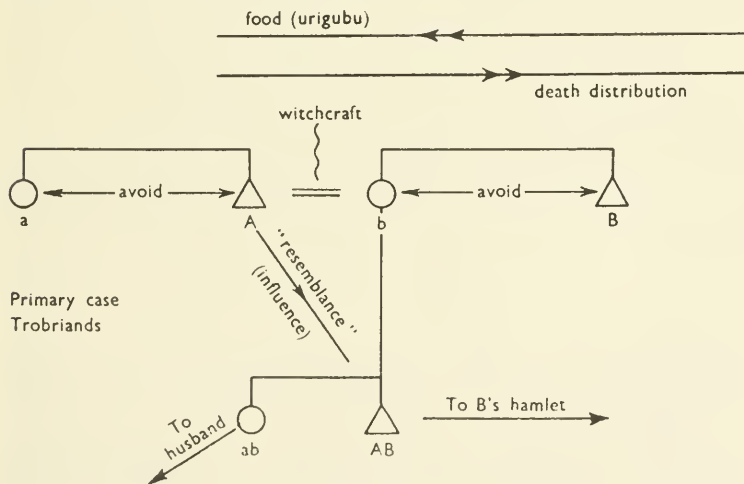 food (urigubu)
death distribution
witchcraft
avoid
avoid
a
A
b
B
"resemblance"
(influence)
Primary case
Trobriands
To B's hamlet
To
husband
ab
AB